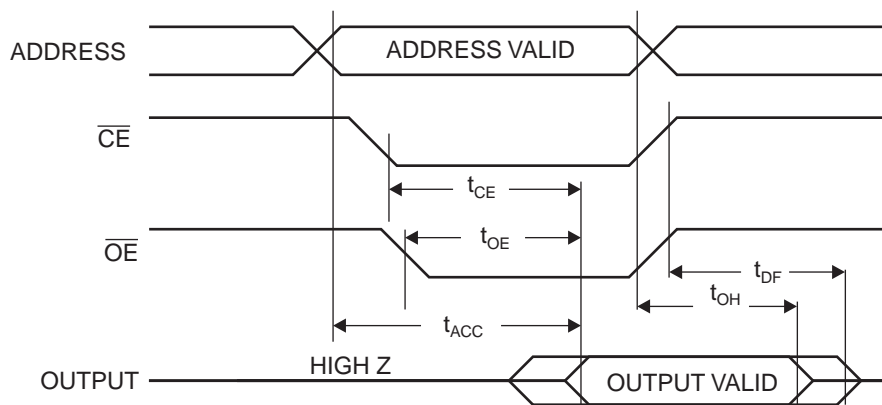 ADDRESS
ADDRESS VALID
CE
tCE
OE
tOE
tDF
tOH
tACC
HIGH Z
OUTPUT
OUTPUT VALID